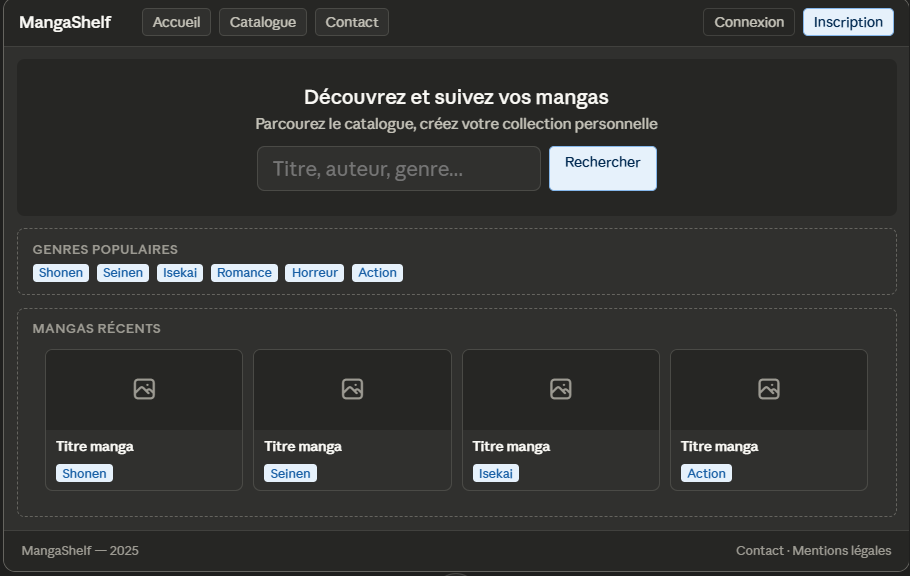 MangaShelf Accueil Catalogue Contact Connexion Inscription
Découvrez et suivez vos mangas
Parcourez le catalogue, créez votre collection personnelle
Titre, auteur, genre... Rechercher
GENRES POPULAIRES
Shonen Seinen Isekai Romance Horreur Action
MANGAS RÉCENTS
Titre manga Titre manga Titre manga Titre manga
Shonen Seinen Isekai Action
MangaShelf — 2025 Contact · Mentions légales